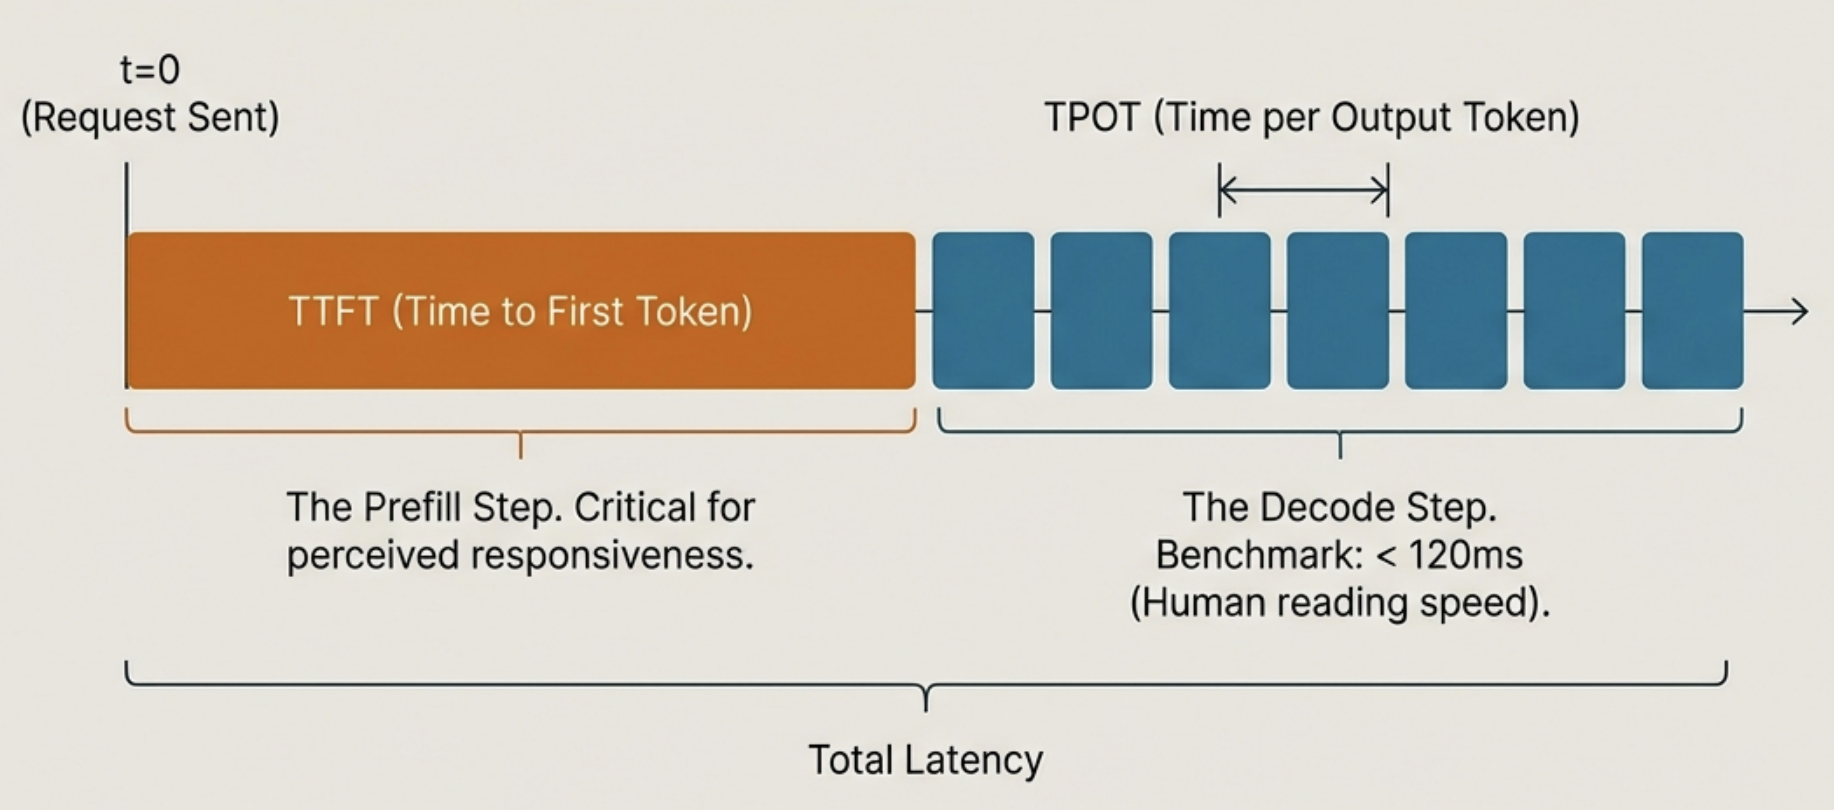 t=0
(Request Sent)
TPOT (Time per Output Token)
TTFT (Time to First Token)
The Prefill Step. Critical for
perceived responsiveness.
The Decode Step.
Benchmark: < 120ms
(Human reading speed).
Total Latency